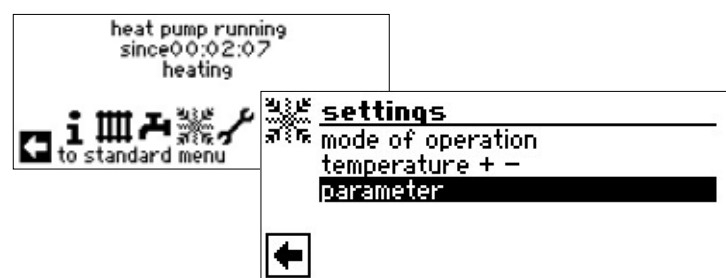 heat pump running
since00:02:07
heating
to standard menu
settings
mode of operation
temperature + −
parameter